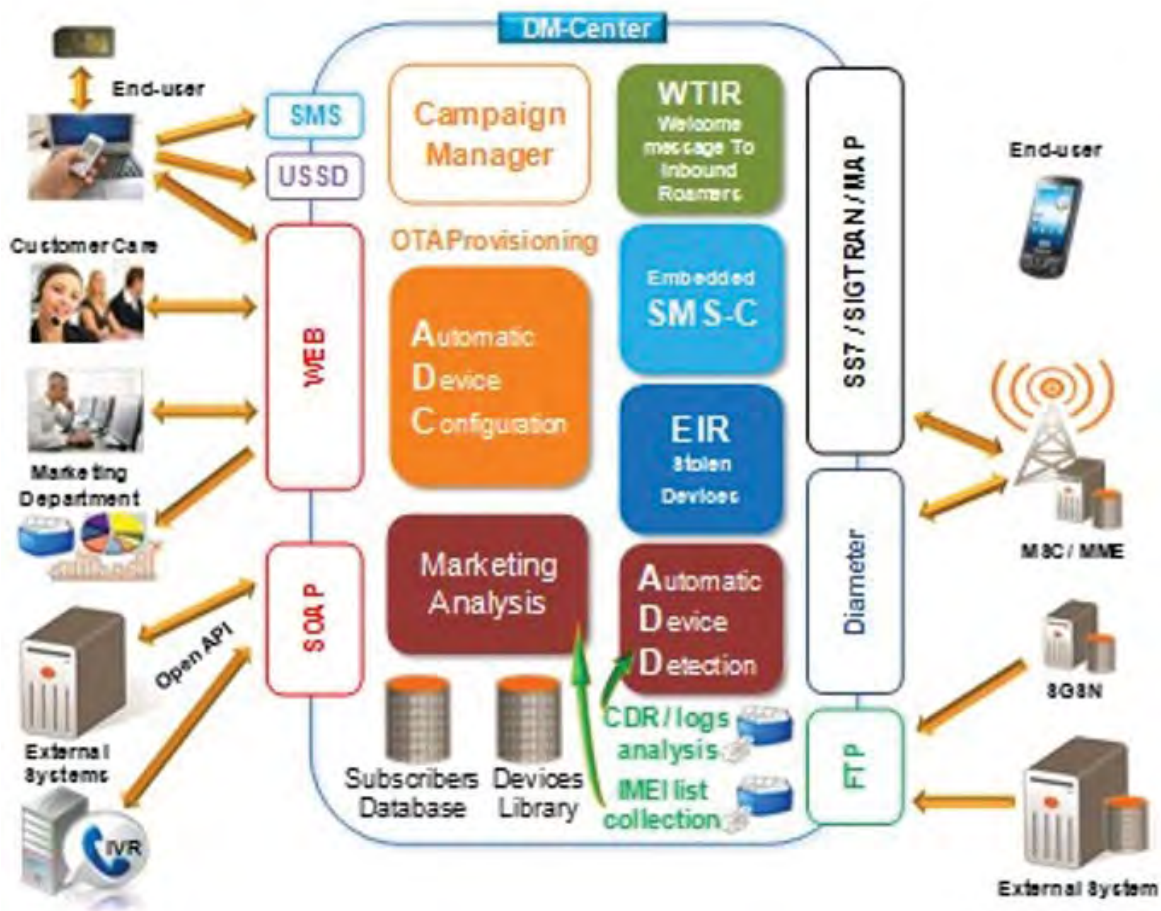 DM-Center
End-user
SMS
USSD
Customer Care
WEB
Marketing
Department
SOAP
Open API
External
Systems
IVR
Campaign
Manager
OTA Provisioning
Automatic
Device
Configuration
Marketing
Analysis
Subscribers
Database
Devices
Library
WTIR
Welcome
message To
Inbound
Roamers
Embedded
SMS-C
EIR
Stolen
Devices
Automatic
Device
Detection
CDR / logs
analysis
IMEI list
collection
SS7 / SIGTRAN / MAP
Diameter
FTP
End-user
MSC / MME
SGSN
External System